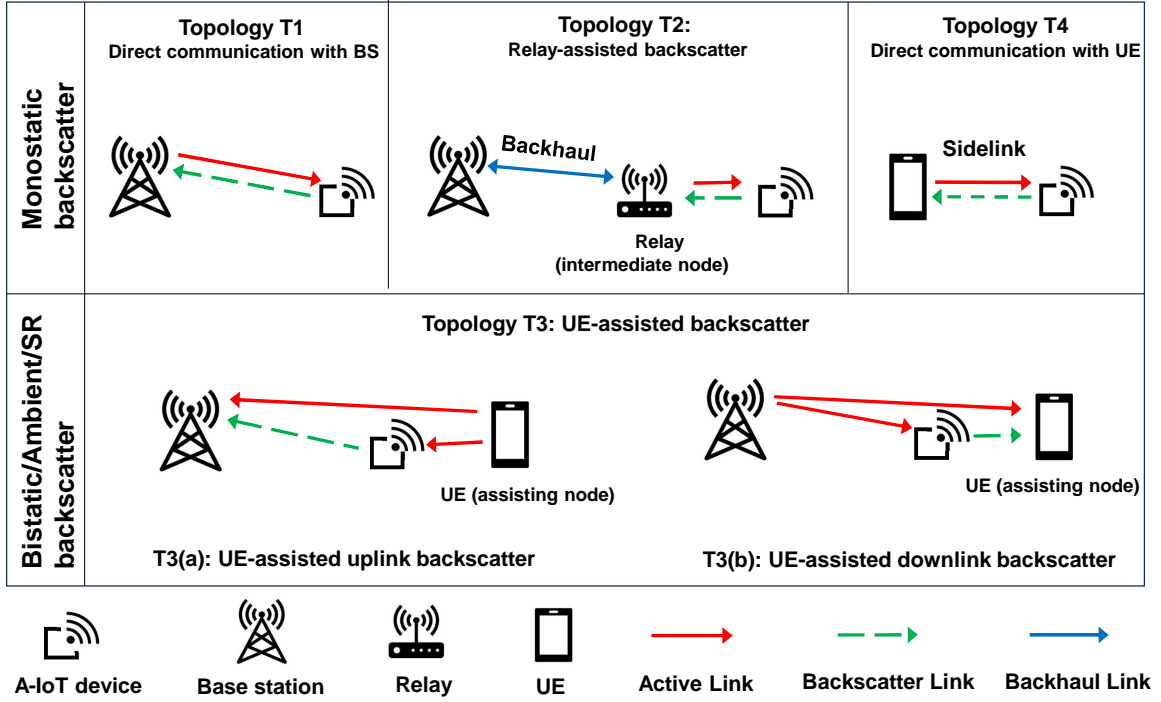 Monostatic
backscatter
Topology T1
Direct communication with BS
Topology T2:
Relay-assisted backscatter
Backhaul
Relay
(intermediate node)
Topology T4
Direct communication with UE
Sidelink
Bistatic/Ambient/SR
backscatter
Topology T3: UE-assisted backscatter
UE (assisting node)
T3(a): UE-assisted uplink backscatter
UE (assisting node)
T3(b): UE-assisted downlink backscatter
A-IoT device
Base station
Relay
UE
Active Link
Backscatter Link
Backhaul Link